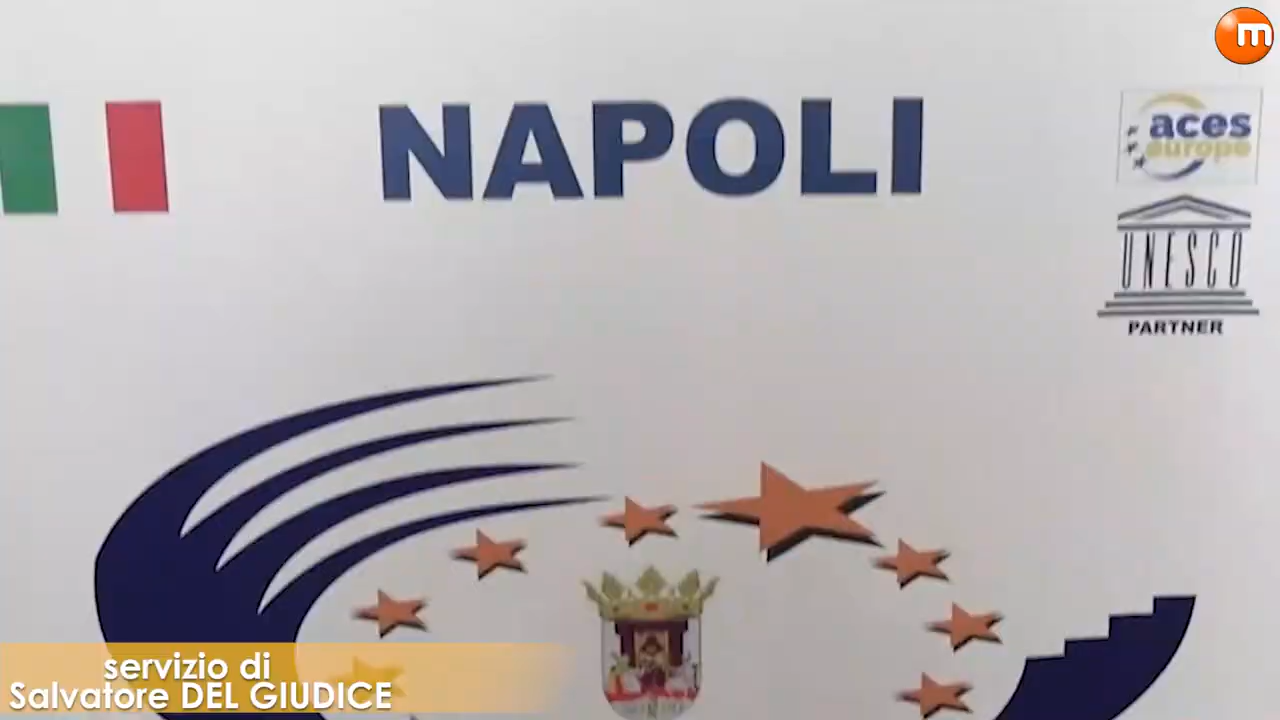 m
NAPOLI
aces
europe
UNESCO
PARTNER
servizio di
Salvatore DEL GIUDICE